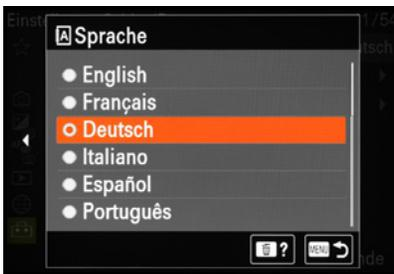 Sprache
English
Français
Deutsch
Italiano
Español
Português
?
MENU